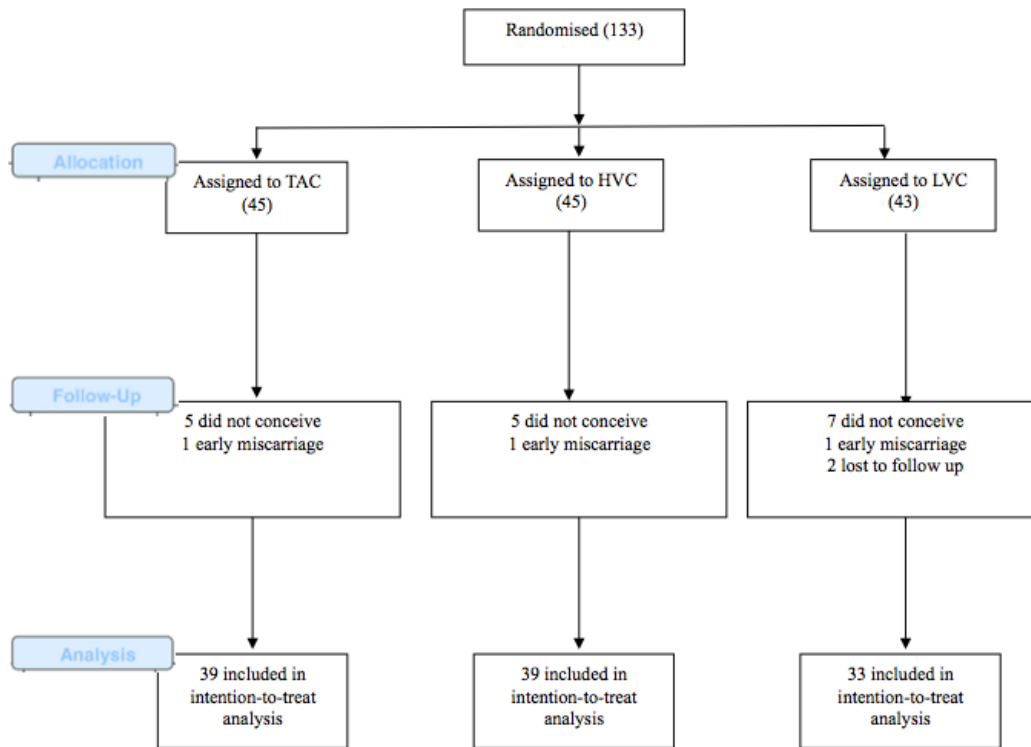 Randomised (133)
Allocation
Assigned to TAC
(45)
Assigned to HVC
(45)
Assigned to LVC
(43)
Follow-Up
5 did not conceive
1 early miscarriage
5 did not conceive
1 early miscarriage
7 did not conceive
1 early miscarriage
2 lost to follow up
Analysis
39 included in
intention-to-treat
analysis
39 included in
intention-to-treat
analysis
33 included in
intention-to-treat
analysis